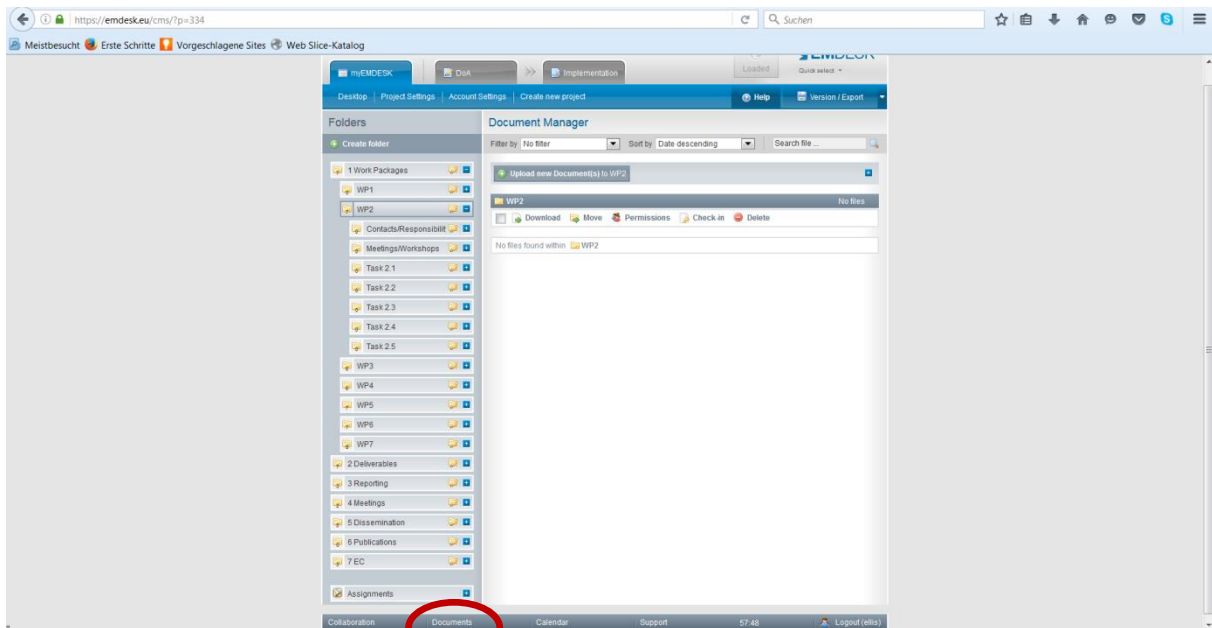 https://emdesk.eu/cms/?p=334
Suchen
Meistbesucht Erste Schritte Vorgeschlagene Sites Web Slice-Katalog
EMDESK
myEMDESK DoA Implementation Loaded Quick select
Desktop Project Settings Account Settings Create new project Help Version / Export
Folders
Document Manager
Create folder
Filter by No filter Sort by Date descending Search file ...
1 Work Packages
Upload new Document(s) to WP2
WP1
WP2
WP2 No files
Download Move Permissions Check-in Delete
Contacts/Responsibilit
Meetings/Workshops
No files found within WP2
Task 2.1
Task 2.2
Task 2.3
Task 2.4
Task 2.5
WP3
WP4
WP5
WP6
WP7
2 Deliverables
3 Reporting
4 Meetings
5 Dissemination
6 Publications
7 EC
Assignments
Collaboration Documents Calendar Support 57:48 Logout (ellis)